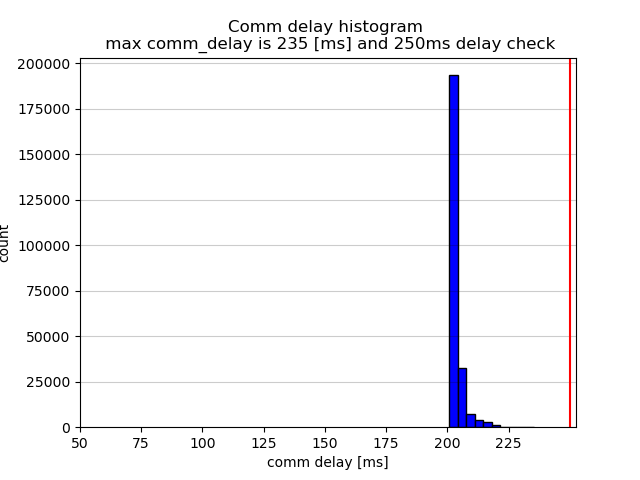 Comm delay histogram
max comm_delay is 235 [ms] and 250ms delay check
200000
175000
150000
125000
100000
75000
50000
25000
0
count
50 75 100 125 150 175 200 225
comm delay [ms]